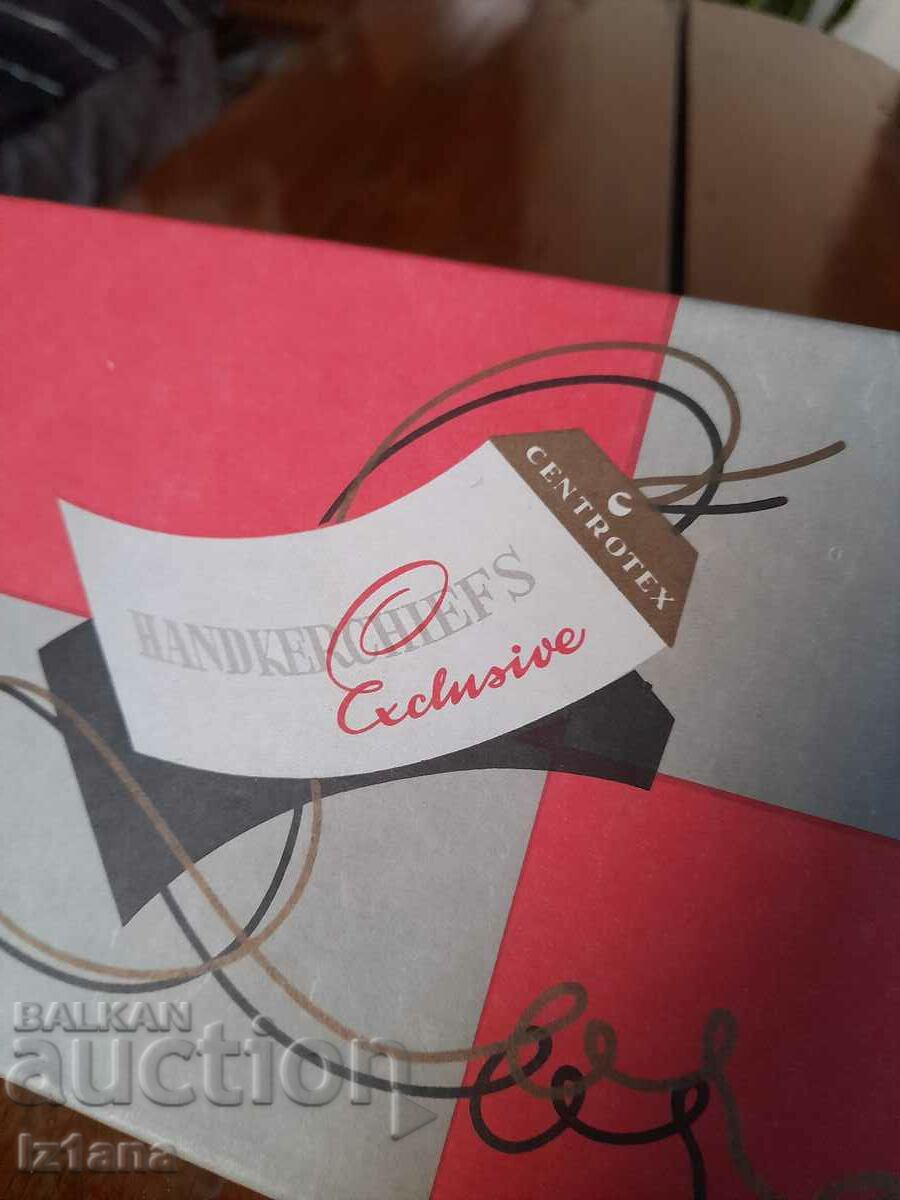 CENTROTEX
HANDKERCHIEFS
Exclusive
BALKAN
auction
Iz1ana